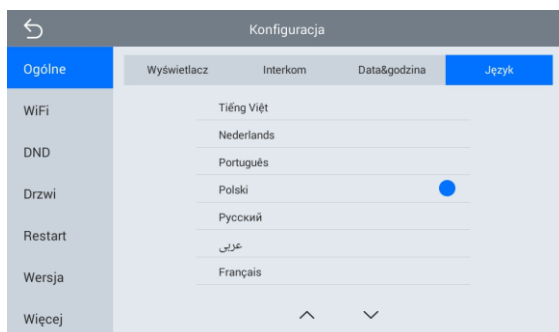 Konfiguracja
Ogólne
WiFi
DND
Drzwi
Restart
Wersja
Więcej
Wyświetlacz Interkom Data&godzina Język
Tiếng Việt
Nederlands
Português
Polski
Русский
عربى
Français